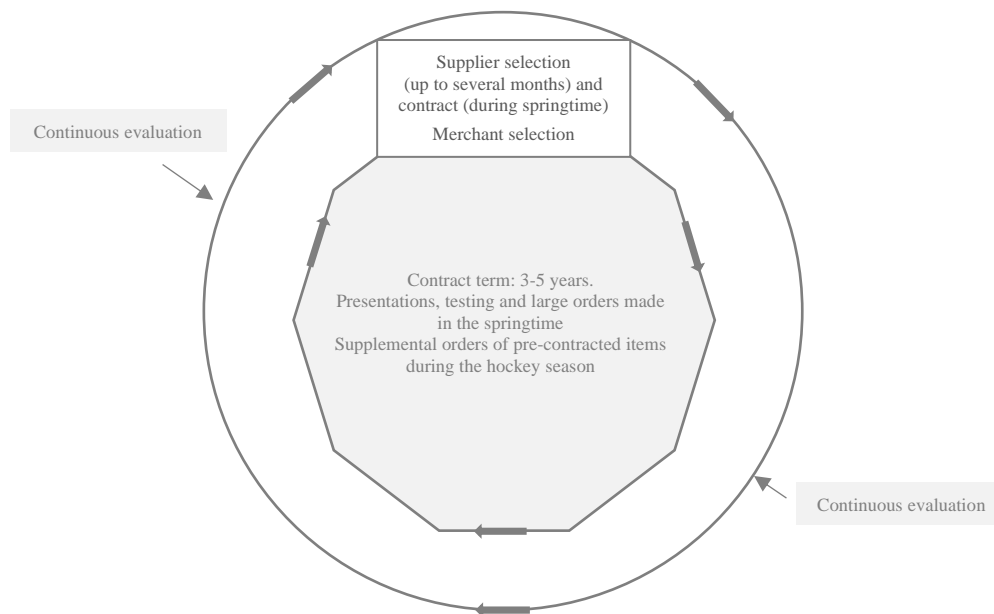 Supplier selection
(up to several months) and
contract (during springtime)
Merchant selection
Continuous evaluation
Contract term: 3-5 years.
Presentations, testing and large orders made
in the springtime
Supplemental orders of pre-contracted items
during the hockey season
Continuous evaluation